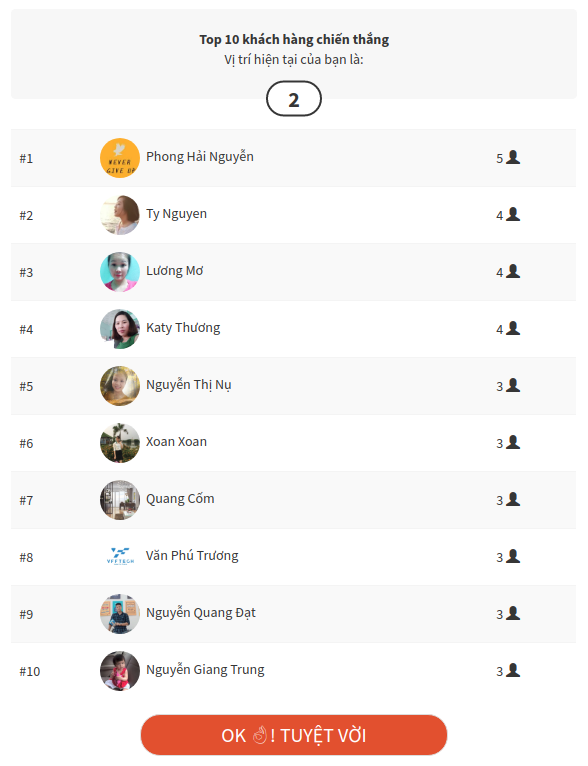 Top 10 khách hàng chiến thắng
Vị trí hiện tại của bạn là:
2
#1 NEVER GIVE UP Phong Hải Nguyễn 5
#2 Ty Nguyen 4
#3 Lương Mơ 4
#4 Katy Thương 4
#5 Nguyễn Thị Nụ 3
#6 Xoan Xoan 3
#7 Quang Cốm 3
#8 VFFTECH Văn Phú Trương 3
#9 Nguyễn Quang Đạt 3
#10 Nguyễn Giang Trung 3
OK 👌! TUYỆT VỜI